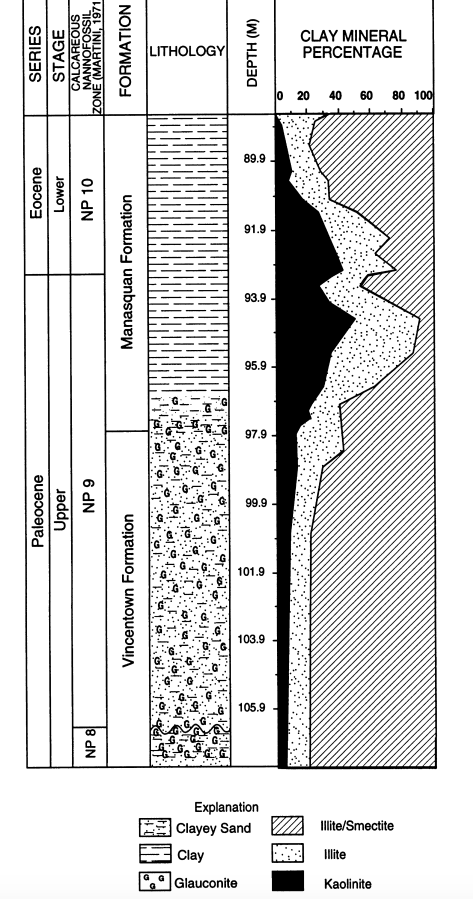 SERIES
STAGE
CALCAREOUS
NANNOFOSSIL
ZONE (MARTINI, 1971
FORMATION
LITHOLOGY
DEPTH (M)
CLAY MINERAL
PERCENTAGE
0 20 40 60 80 100
Eocene
Lower
NP 10
Manasquan Formation
Paleocene
Upper
NP 9
Vincentown Formation
NP 8
89.9
91.9
93.9
95.9
97.9
99.9
101.9
103.9
105.9
G G
G
G G G G
G G G
Explanation
Clayey Sand
Illite/Smectite
Clay
Illite
G G
G
Glauconite
Kaolinite